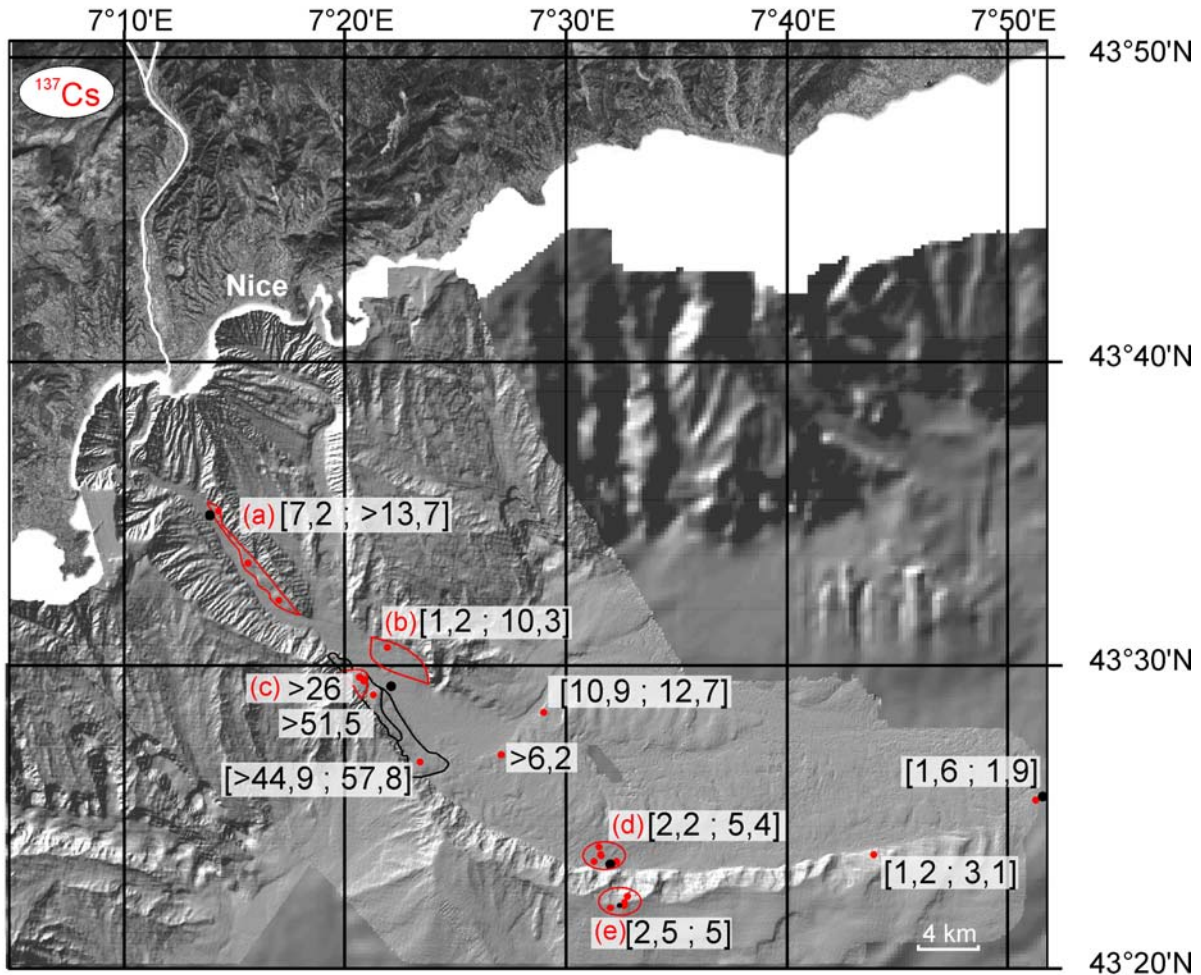 7°10'E 7°20'E 7°30'E 7°40'E 7°50'E
43°50'N
137Cs
Nice
43°40'N
(a) [7,2 ; >13,7]
(b) [1,2 ; 10,3]
43°30'N
(c) >26
[10,9 ; 12,7]
>51,5
>6,2
[>44,9 ; 57,8]
[1,6 ; 1,9]
(d) [2,2 ; 5,4]
[1,2 ; 3,1]
(e) [2,5 ; 5]
4 km
43°20'N